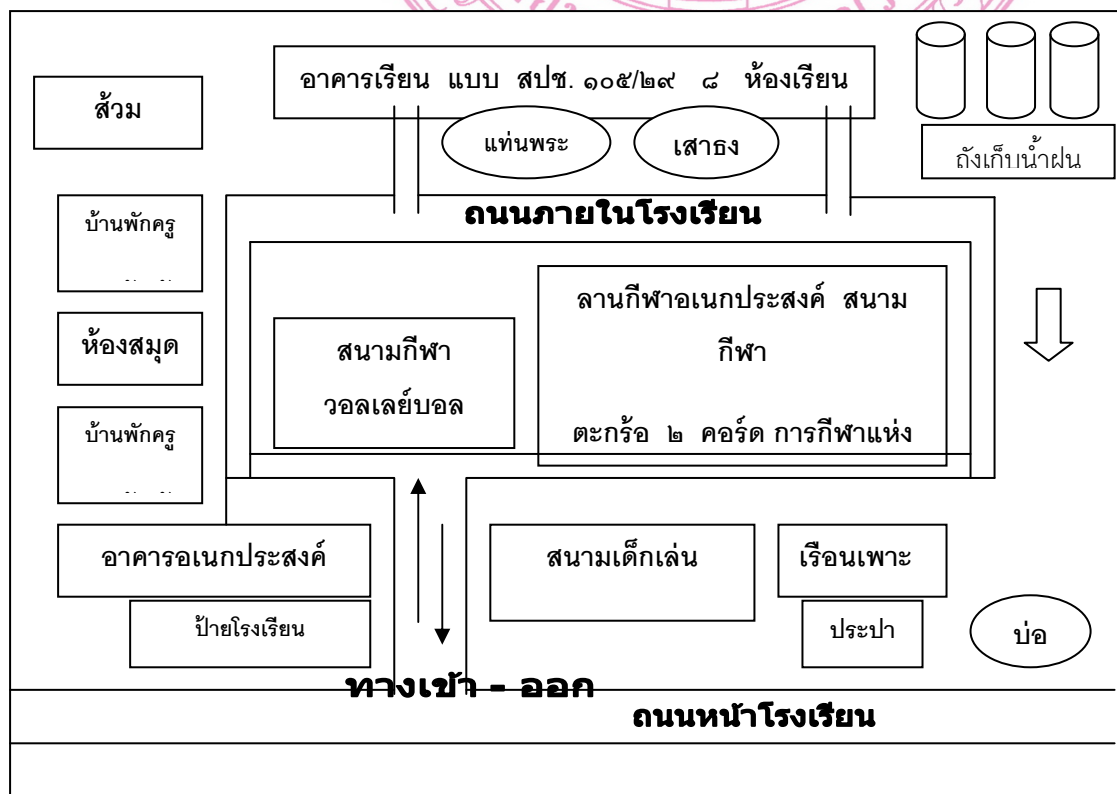 อาคารเรียน แบบ สปช. ๑๐๕/๒๙ ๘ ห้องเรียน
ส้วม
แท่นพระ
เสาธง
ถังเก็บน้ำฝน
บ้านพักครู
ถนนภายในโรงเรียน
ลานกีฬาอเนกประสงค์ สนาม
กีฬา
ตะกร้อ ๒ คอร์ด การกีฬาแห่ง
สนามกีฬา
วอลเลย์บอล
ห้องสมุด
บ้านพักครู
อาคารอเนกประสงค์
สนามเด็กเล่น
เรือนเพาะ
ป้ายโรงเรียน
ประปา
บ่อ
ทางเข้า - ออก
ถนนหน้าโรงเรียน